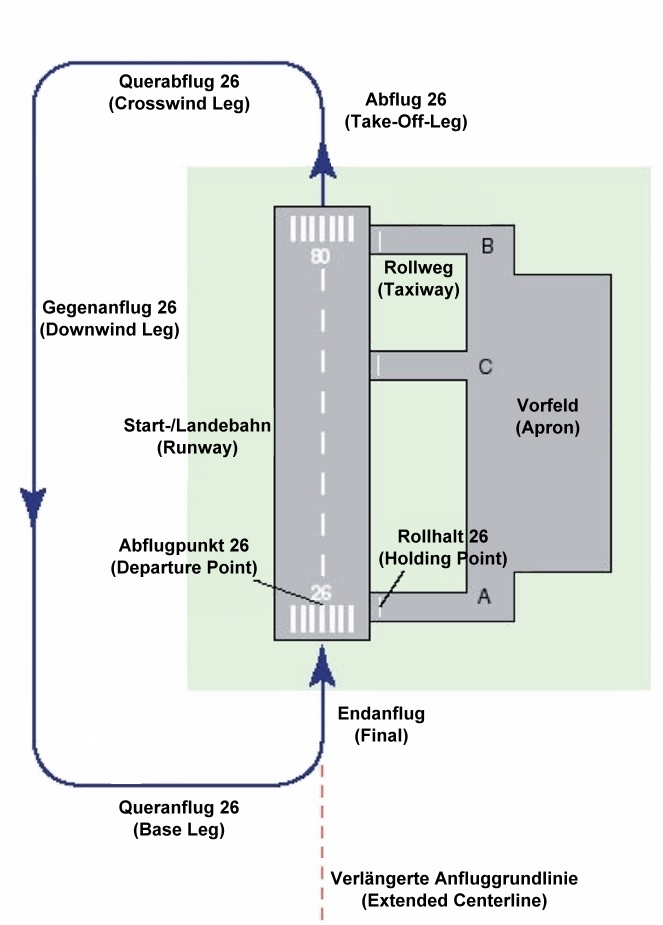 Querabflug 26
(Crosswind Leg)
Abflug 26
(Take-Off-Leg)
80
B
Rollweg
(Taxiway)
Gegenanflug 26
(Downwind Leg)
C
Vorfeld
(Apron)
Start-/Landebahn
(Runway)
Abflugpunkt 26
(Departure Point)
Rollhalt 26
(Holding Point)
26
A
Endanflug
(Final)
Queranflug 26
(Base Leg)
Verlängerte Anfluggrundlinie
(Extended Centerline)